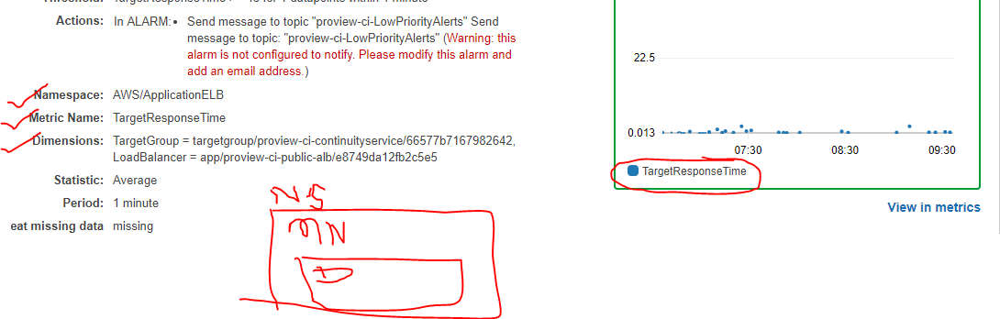 Actions: In ALARM: • Send message to topic "proview-ci-LowPriorityAlerts" Send
message to topic: "proview-ci-LowPriorityAlerts" (Warning: this
alarm is not configured to notify. Please modify this alarm and
add an email address.)
Namespace: AWS/ApplicationELB
Metric Name: TargetResponseTime
Dimensions: TargetGroup = targetgroup/proview-ci-continuityservice/66577b7167982642,
LoadBalancer = app/proview-ci-public-alb/e8749da12fb2c5e5
Statistic: Average
Period: 1 minute
eat missing data missing
NS
MN
D
22.5
0.013
07:30 08:30 09:30
TargetResponseTime
View in metrics